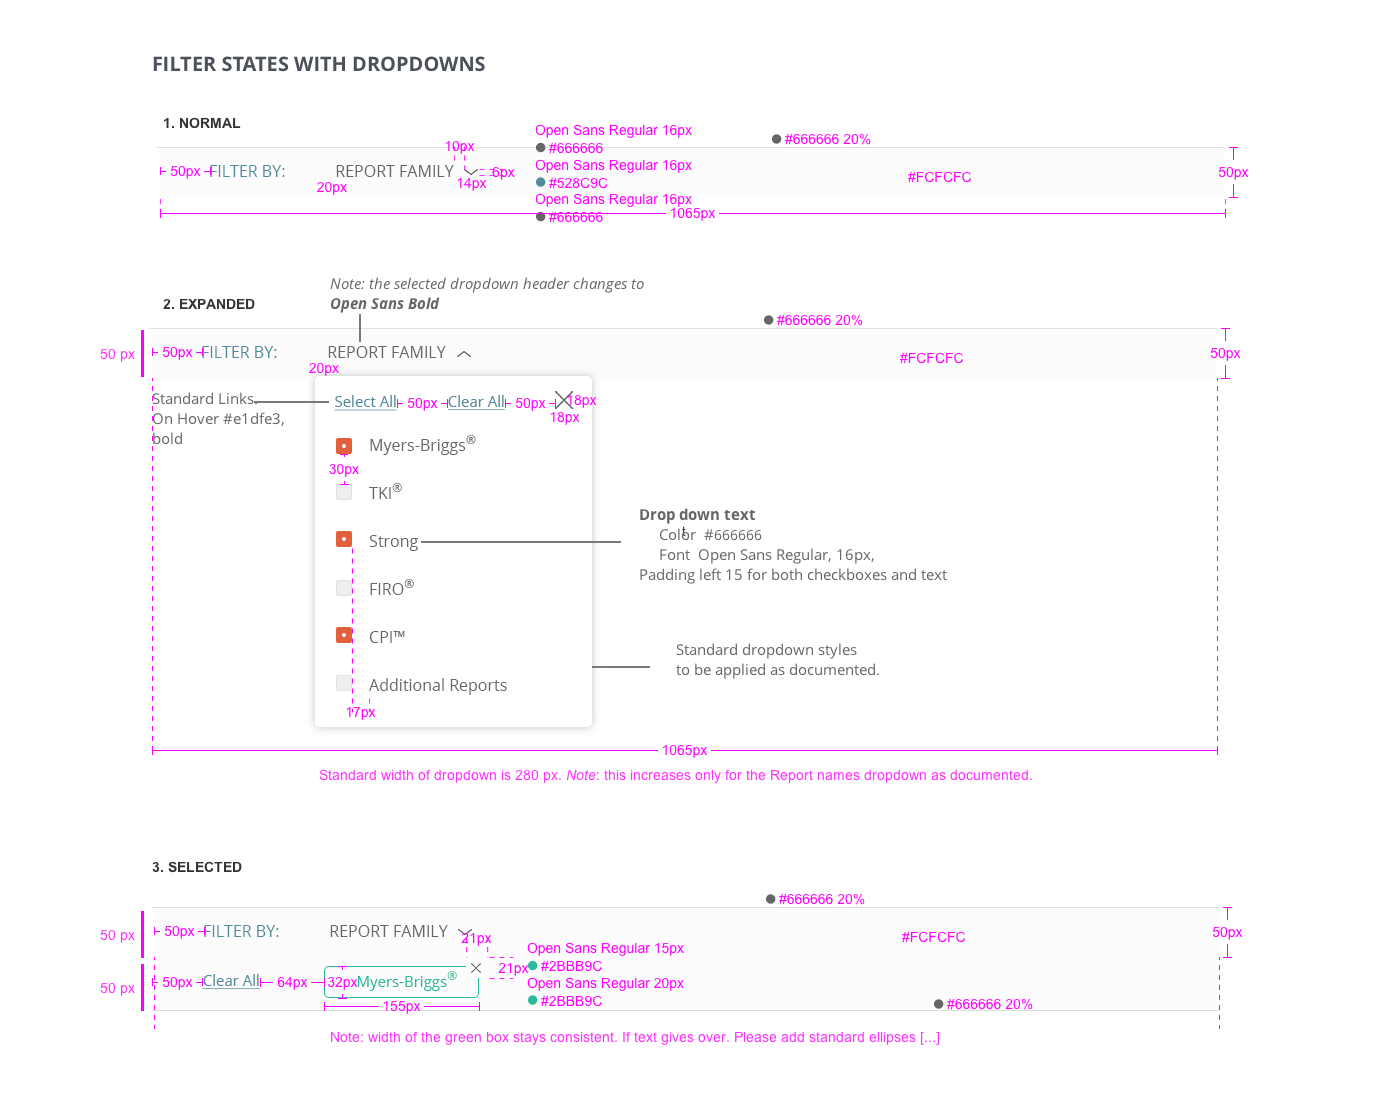 FILTER STATES WITH DROPDOWNS
1. NORMAL
Open Sans Regular 16px
#666666
Open Sans Regular 16px
#528C9C
Open Sans Regular 16px
#666666
#666666 20%
10px
50px
FILTER BY:
20px
REPORT FAMILY
14px
6px
#FCFCFC
50px
1065px
Note: the selected dropdown header changes to
Open Sans Bold
2. EXPANDED
#666666 20%
50 px
50px
FILTER BY:
20px
REPORT FAMILY
#FCFCFC
50px
Standard Links.
On Hover #e1dfe3,
bold
Select All
50px
Clear All
50px
18px
18px
Myers-Briggs®
30px
TKI®
Strong
FIRO®
CPI™
Additional Reports
17px
Drop down text
Color #666666
t
Font Open Sans Regular, 16px,
Padding left 15 for both checkboxes and text
Standard dropdown styles
to be applied as documented.
1065px
Standard width of dropdown is 280 px. Note: this increases only for the Report names dropdown as documented.
3. SELECTED
#666666 20%
50 px
50px
FILTER BY:
REPORT FAMILY
21px
#FCFCFC
50px
50 px
50px
Clear All
64px
32px
Myers-Briggs®
21px
155px
Open Sans Regular 15px
#2BBB9C
Open Sans Regular 20px
#2BBB9C
#666666 20%
Note: width of the green box stays consistent. If text gives over. Please add standard ellipses [...]